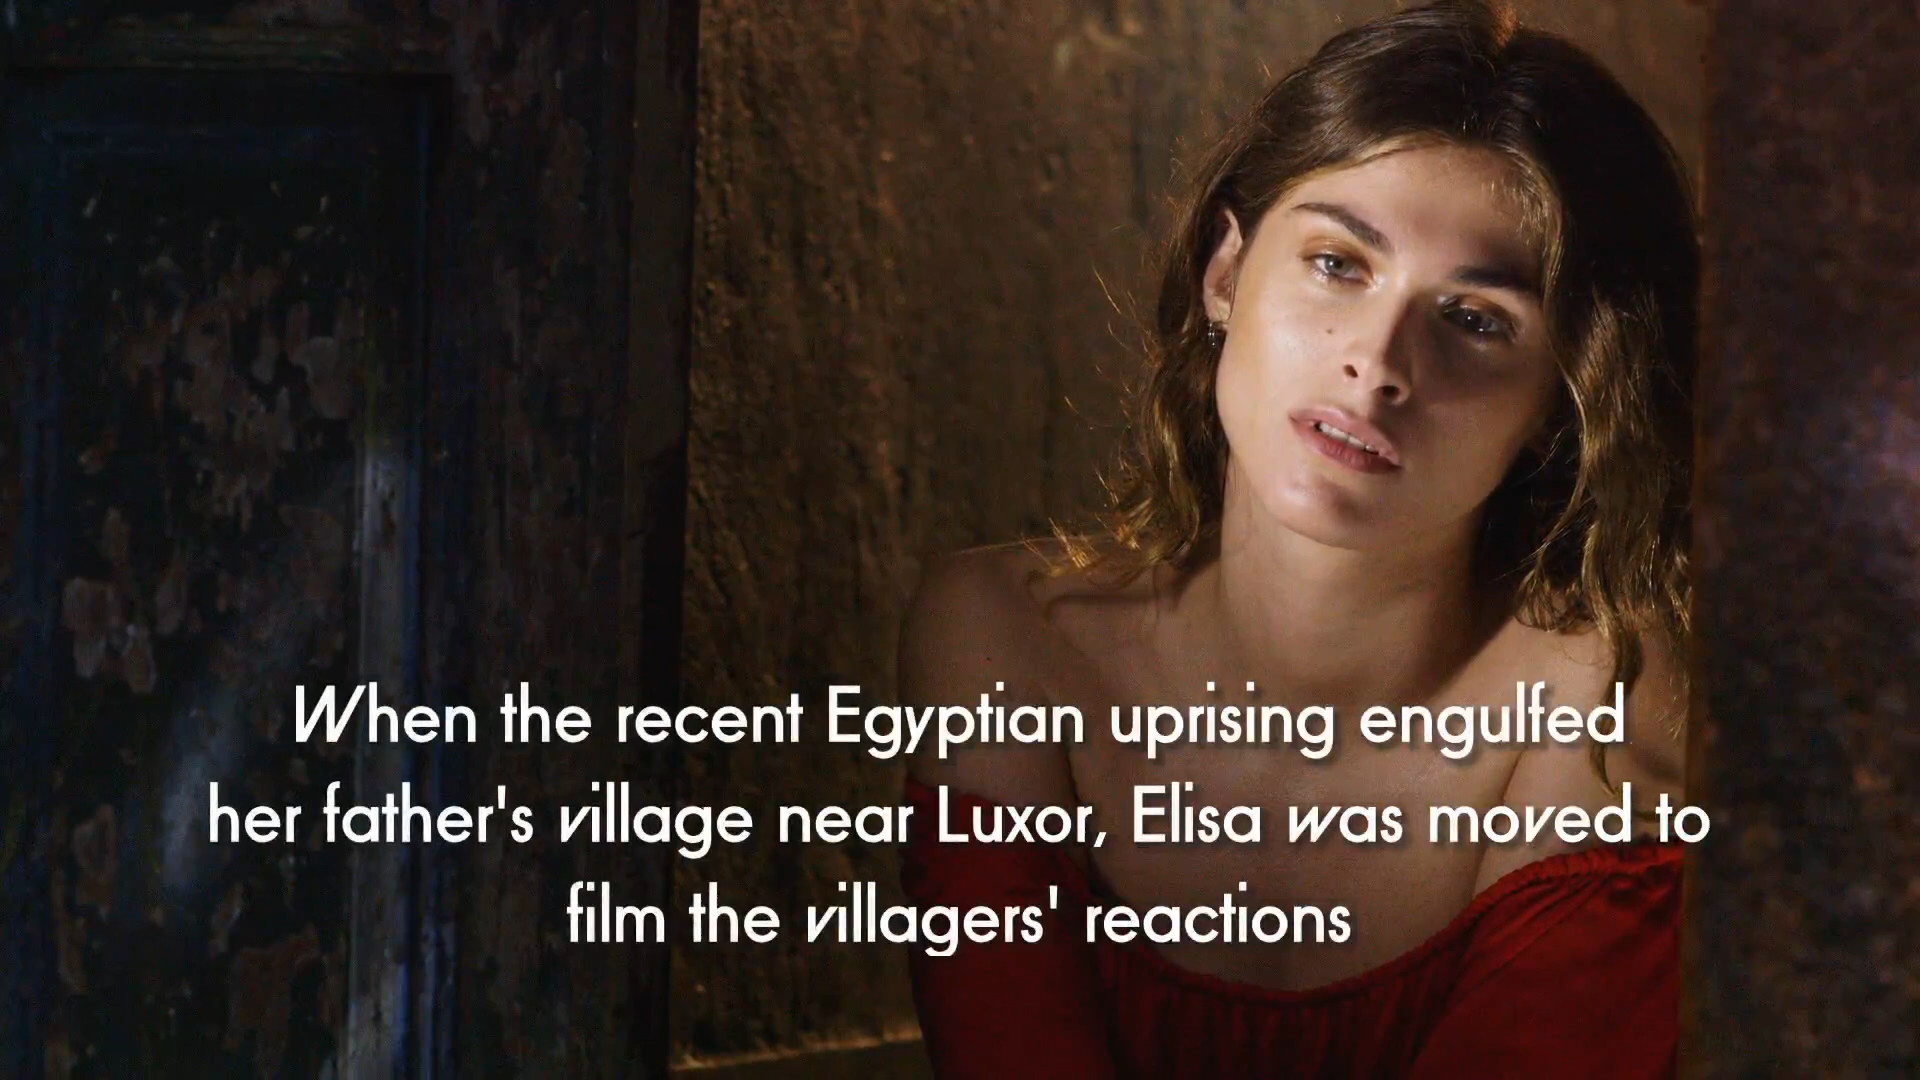 When the recent Egyptian uprising engulfed
her father's village near Luxor, Elisa was moved to
film the villagers' reactions